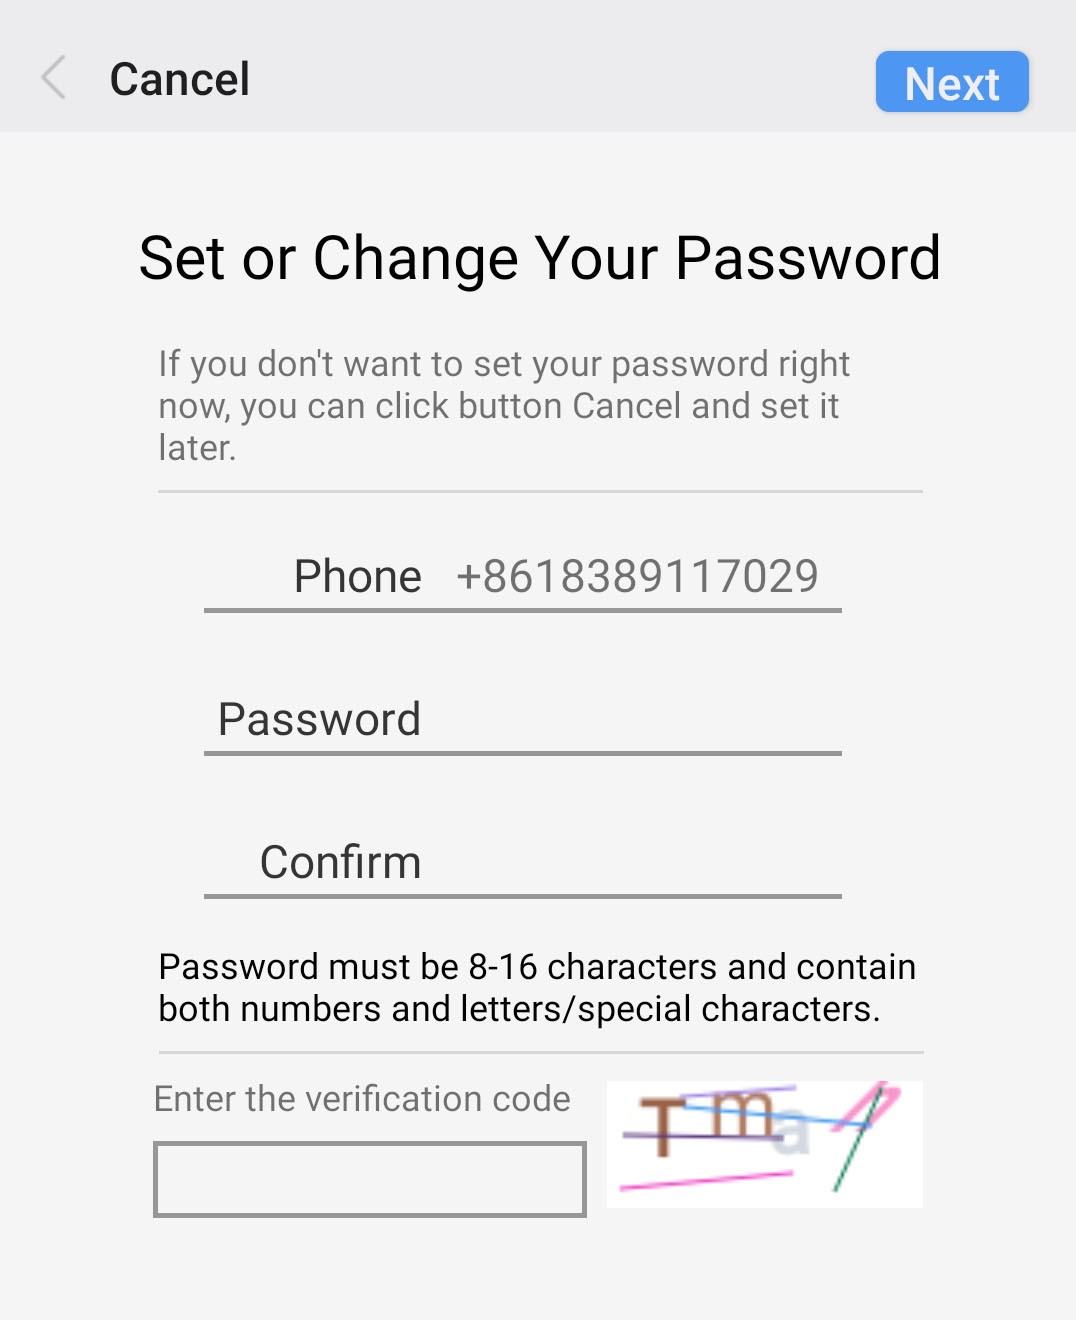 Cancel
Next
Set or Change Your Password
If you don't want to set your password right
now, you can click button Cancel and set it
later.
Phone +8618389117029
Password
Confirm
Password must be 8-16 characters and contain
both numbers and letters/special characters.
Enter the verification code